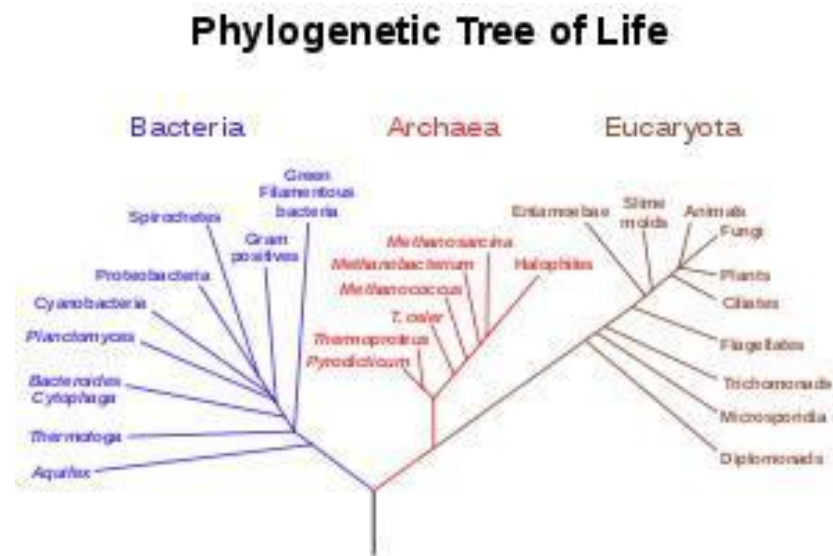 Phylogenetic Tree of Life
Bacteria
Archaea
Eucaryota
Green
Filamentous
bacteria
Spirochetes
Gram
positives
Proteobacteria
Cyanobacteria
Planctomyces
Bacteroides
Cytophaga
Thermotoga
Aquifex
Methanosarcina
Methanobacterium
Halophiles
Methanococcus
T. celer
Thermoproteus
Pyrodicticum
Entamoebae
Slime
molds
Animals
Fungi
Plants
Ciliates
Flagellates
Trichomonads
Microsporidia
Diplomonads